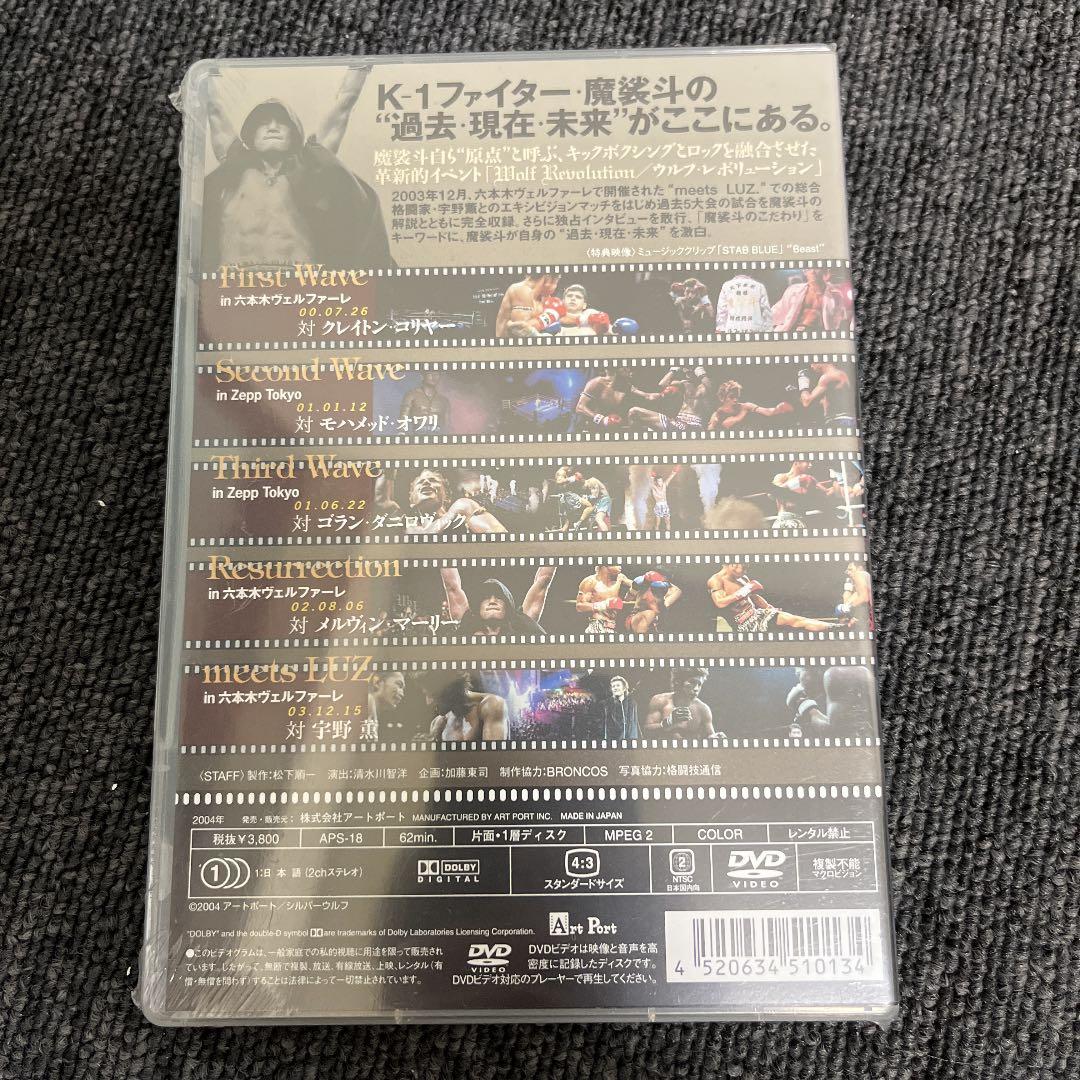 K-1ファイター・魔裟斗の
“過去・現在・未来”がここにある。
魔裟斗自ら“原点”と呼ぶ、キックボクシングとロックを融合させた
革新的イベント「Wolf Revolution/ウルフ・レボリューション」
2003年12月、六本木ヴェルファーレで開催された“meets LUZ.”での総合
格闘家・宇野薫とのエキシビジョンマッチをはじめ過去5大会の試合を魔裟斗の
解説とともに完全収録。さらに独占インタビューを敢行、「魔裟斗のこだわり」を
キーワードに、魔裟斗が自身の“過去・現在・未来”を激白。
〈特典映像〉ミュージッククリップ「STAB BLUE」“Beast”
First Wave
in 六本木ヴェルファーレ
00.07.26
対 クレイトン・コリヤー
Second Wave
in Zepp Tokyo
01.01.12
対 モハメッド・オワリ
Third Wave
in Zepp Tokyo
01.06.22
対 ゴラン・ダニロヴィック
Resurrection
in 六本木ヴェルファーレ
02.08.06
対 メルヴィン・マーリー
meets LUZ.
in 六本木ヴェルファーレ
03.12.15
対 宇野 薫
〈STAFF〉製作:松下順一 演出:清水川智洋 企画:加藤東司 制作協力:BRONCOS 写真協力:格闘技通信
2004年 発売・販売元: 株式会社アートポート MANUFACTURED BY ART PORT INC. MADE IN JAPAN
税抜¥3,800 APS-18 62min. 片面・1層ディスク MPEG 2 COLOR レンタル禁止
1 1:日本語(2chステレオ) DOLBY DIGITAL 4:3 スタンダードサイズ 2 NTSC 日本国内向 DVD VIDEO 複製不能 マクロビジョン
©2004 アートポート/シルバーウルフ
"DOLBY" and the double-D symbol are trademarks of Dolby Laboratories Licensing Corporation.
Art Port
●このビデオグラムは、一般家庭での私的視聴に用途を限って販売され
ています。したがって、無断で複製、放送、有線放送、上映、レンタル(有
償・無償を問わず)することは法律によって一切禁止されています。
DVD VIDEO
DVDビデオは映像と音声を高
密度に記録したディスクです。
DVDビデオ対応のプレーヤーで再生してください。
4 520634 510134